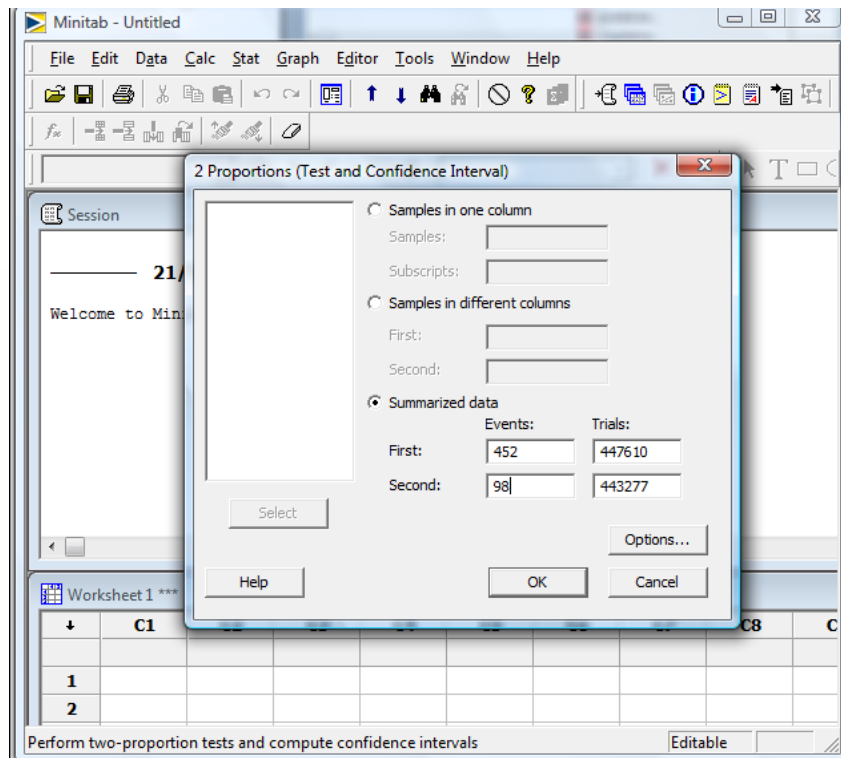 Minitab - Untitled
File Edit Data Calc Stat Graph Editor Tools Window Help
2 Proportions (Test and Confidence Interval)
Session
21/
Welcome to Min
Samples in one column
Samples:
Subscripts:
Samples in different columns
First:
Second:
Summarized data
Events: Trials:
First: 452 447610
Second: 98 443277
Select
Options...
Help OK Cancel
Worksheet 1 ***
C1 C8 C
1
2
Perform two-proportion tests and compute confidence intervals Editable